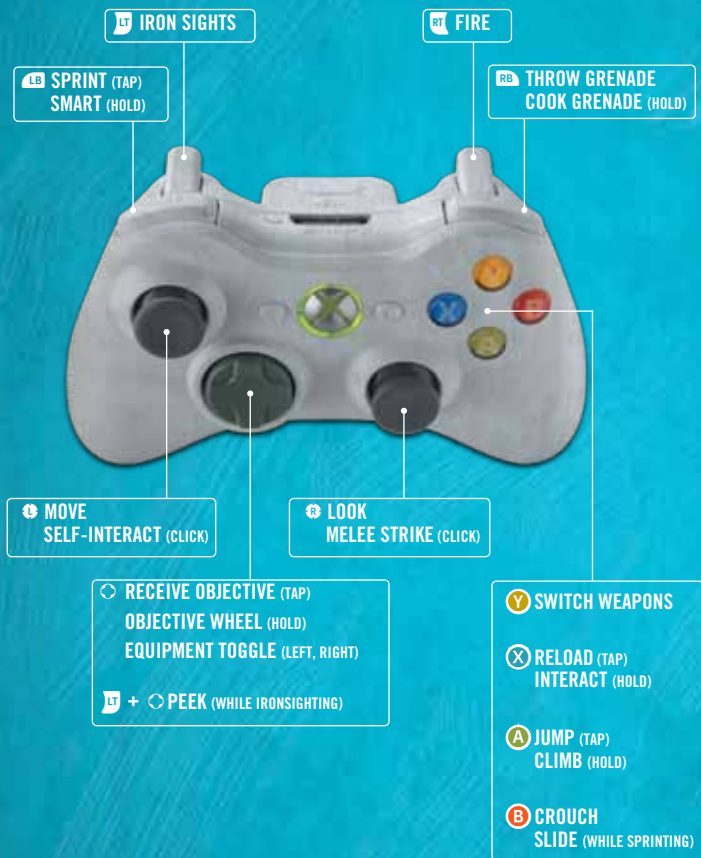 LT IRON SIGHTS
RT FIRE
LB SPRINT (TAP)
SMART (HOLD)
RB THROW GRENADE
COOK GRENADE (HOLD)
X
L MOVE
SELF-INTERACT (CLICK)
R LOOK
MELEE STRIKE (CLICK)
RECEIVE OBJECTIVE (TAP)
OBJECTIVE WHEEL (HOLD)
EQUIPMENT TOGGLE (LEFT, RIGHT)
LT + PEEK (WHILE IRONSIGHTING)
Y SWITCH WEAPONS
X RELOAD (TAP)
INTERACT (HOLD)
A JUMP (TAP)
CLIMB (HOLD)
B CROUCH
SLIDE (WHILE SPRINTING)